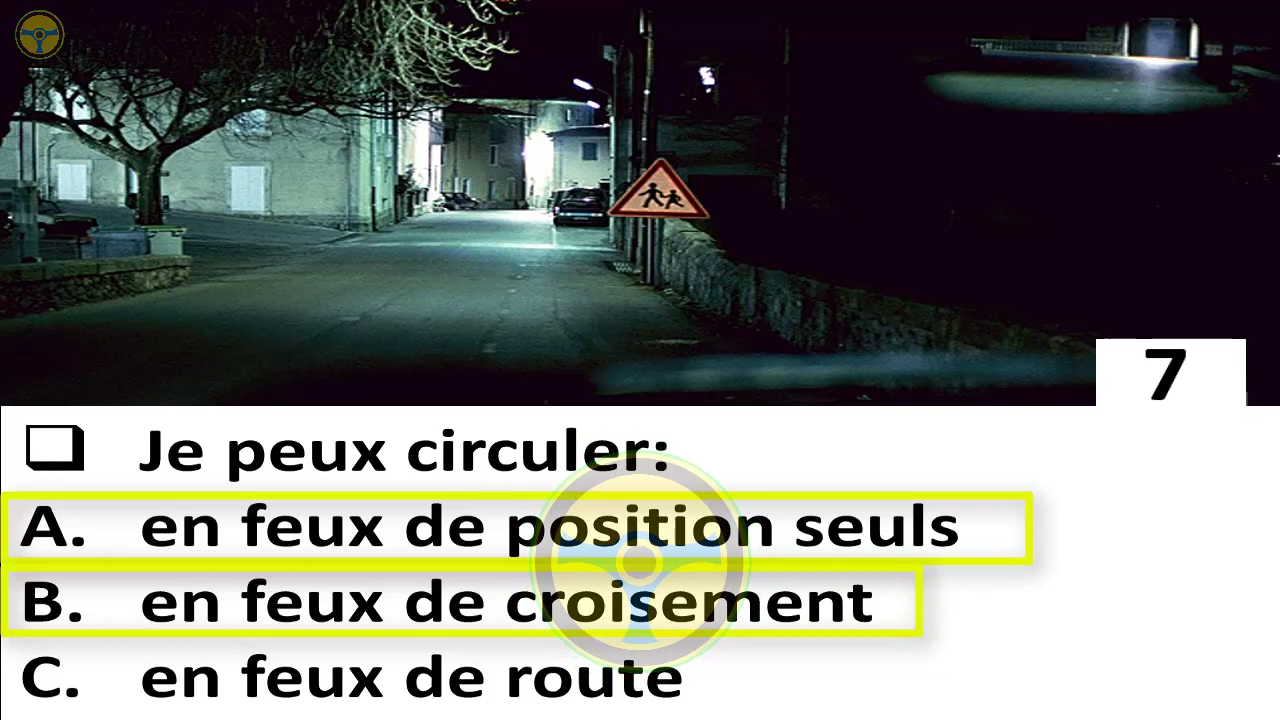 7
❑ Je peux circuler:
A. en feux de position seuls
B. en feux de croisement
C. en feux de route